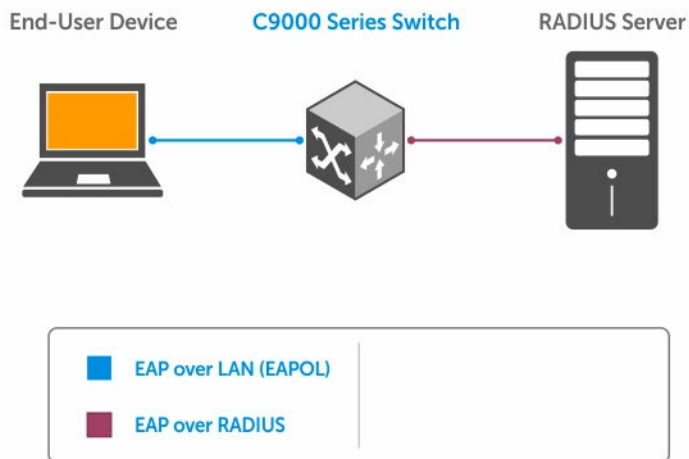 End-User Device
C9000 Series Switch
RADIUS Server
EAP over LAN (EAPOL)
EAP over RADIUS